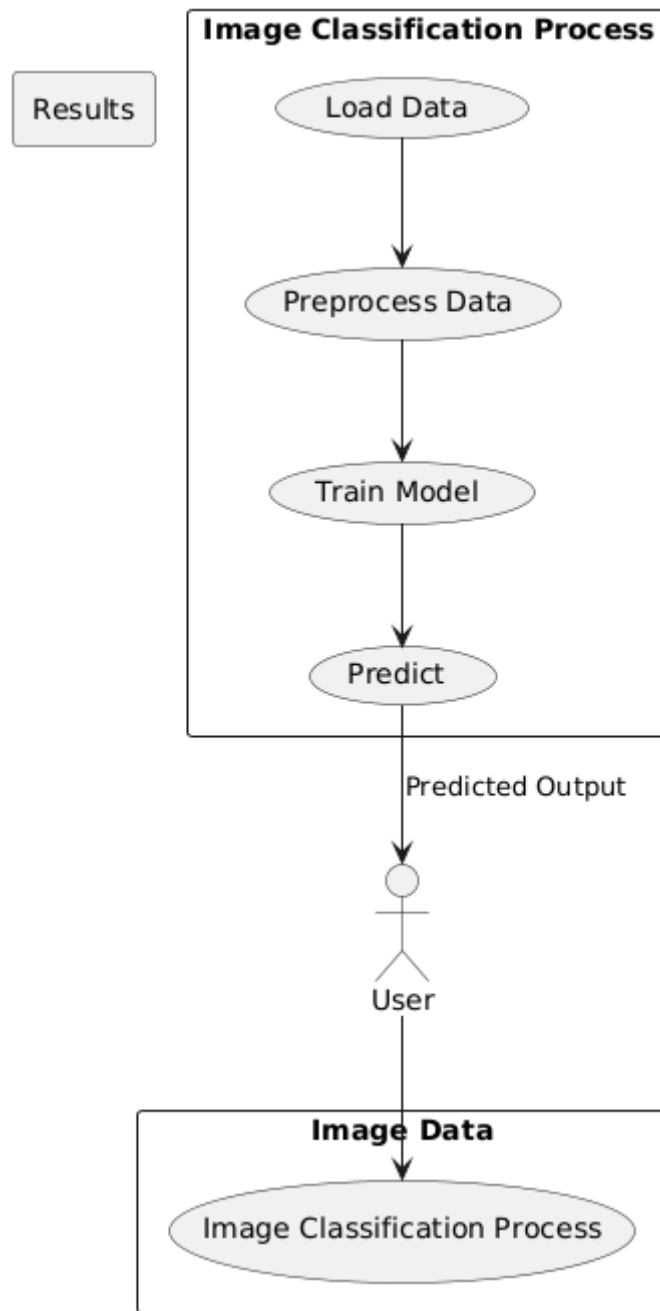 Image Classification Process
Results
Load Data
Preprocess Data
Train Model
Predict
Predicted Output
User
Image Data
Image Classification Process